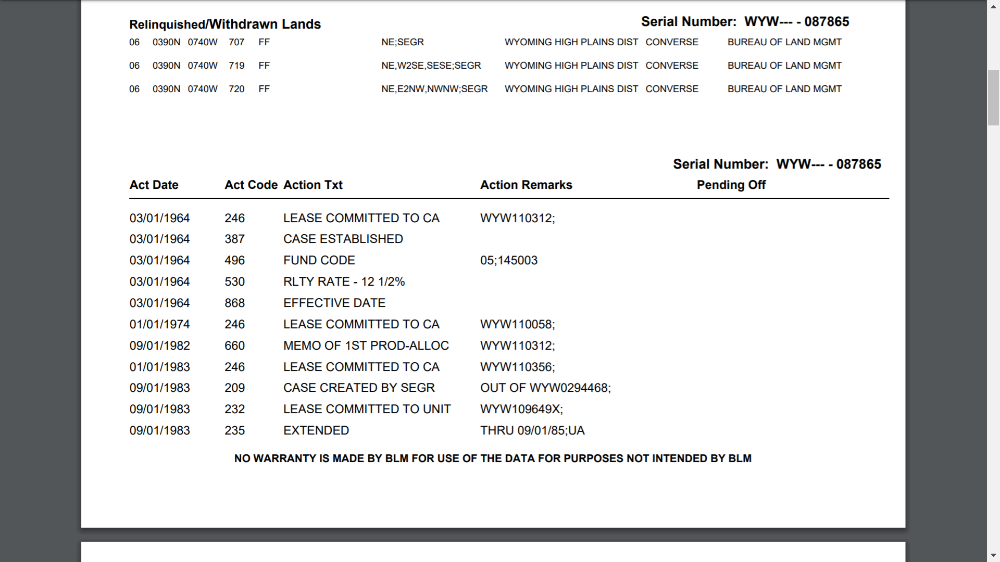 Relinquished/Withdrawn Lands Serial Number: WYW--- - 087865
06 0390N 0740W 707 FF NE;SEGR WYOMING HIGH PLAINS DIST CONVERSE BUREAU OF LAND MGMT
06 0390N 0740W 719 FF NE,W2SE,SESE;SEGR WYOMING HIGH PLAINS DIST CONVERSE BUREAU OF LAND MGMT
06 0390N 0740W 720 FF NE,E2NW,NWNW;SEGR WYOMING HIGH PLAINS DIST CONVERSE BUREAU OF LAND MGMT
Serial Number: WYW--- - 087865
Act Date Act Code Action Txt Action Remarks Pending Off
03/01/1964 246 LEASE COMMITTED TO CA WYW110312;
03/01/1964 387 CASE ESTABLISHED
03/01/1964 496 FUND CODE 05;145003
03/01/1964 530 RLTY RATE - 12 1/2%
03/01/1964 868 EFFECTIVE DATE
01/01/1974 246 LEASE COMMITTED TO CA WYW110058;
09/01/1982 660 MEMO OF 1ST PROD-ALLOC WYW110312;
01/01/1983 246 LEASE COMMITTED TO CA WYW110356;
09/01/1983 209 CASE CREATED BY SEGR OUT OF WYW0294468;
09/01/1983 232 LEASE COMMITTED TO UNIT WYW109649X;
09/01/1983 235 EXTENDED THRU 09/01/85;UA
NO WARRANTY IS MADE BY BLM FOR USE OF THE DATA FOR PURPOSES NOT INTENDED BY BLM